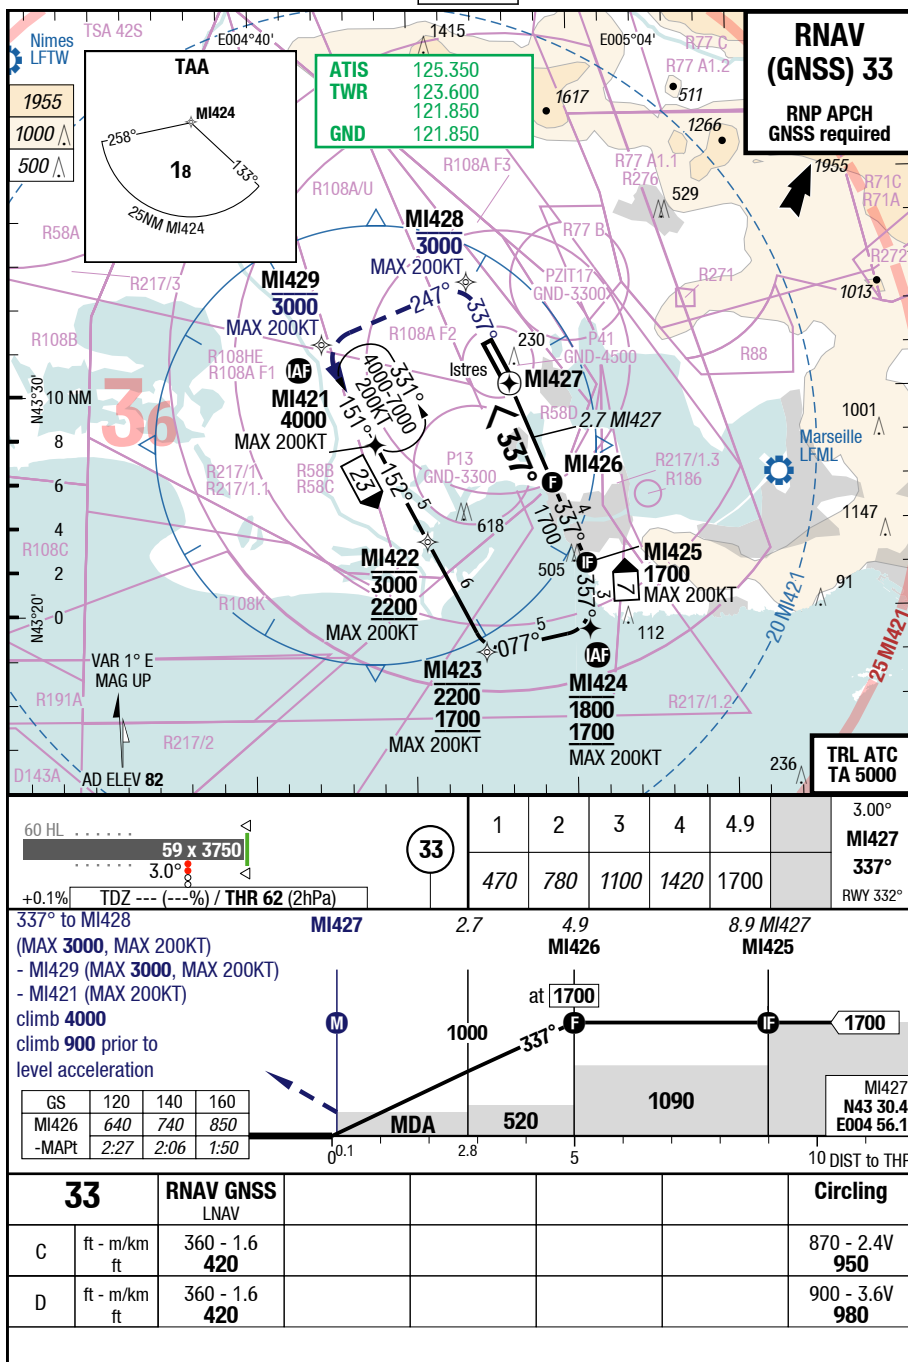 TSA 42S
1415
E004°40'
E005°04'
Nimes
LFTW
R77 C
R77 A1.2
RNAV
(GNSS) 33
RNP APCH
GNSS required
TAA
MI424
258°
133°
18
25NM MI424
ATIS 125.350
TWR 123.600
121.850
GND 121.850
1955
1000
500
1617
511
1266
1955
R108A F3
R77 A1.1
R276
R71C
R71A
R108A/U
529
R58A
MI428
3000
MAX 200KT
R77 B
R272
R217/3
MI429
3000
MAX 200KT
PZIT17
GND-3300
R271
1013
247°
337°
R108B
R108A F2
230
P41
GND-4500
R88
R108HE
R108A F1
Istres
MI427
IAF
N43°30'
10 NM
MI421
4000
MAX 200KT
4000-7000
200KT
331°
151°
36
R58D
2.7 MI427
1001
8
337°
Marseille
LFML
P13
GND-3300
MI426
F
R217/1
R217/1.1
R58B
R58C
R217/1.3
R186
23
152°
5
6
4
337°
4
1700
618
1147
R108C
MI422
3000
2200
MAX 200KT
505
IF
MI425
1700
MAX 200KT
2
6
R108K
357°
3
7
91
N43°20'
0
112
20 MI421
25 MI421
5
077°
VAR 1° E
MAG UP
MI423
2200
1700
MAX 200KT
IAF
MI424
1800
1700
MAX 200KT
R191A
R217/1.2
R217/2
D143A
AD ELEV 82
236
TRL ATC
TA 5000
60 HL
59 x 3750
3.0°
+0.1%
TDZ --- (---%) / THR 62 (2hPa)
33
1 2 3 4 4.9
470 780 1100 1420 1700
3.00°
MI427
337°
RWY 332°
337° to MI428
(MAX 3000, MAX 200KT)
- MI429 (MAX 3000, MAX 200KT)
- MI421 (MAX 200KT)
climb 4000
climb 900 prior to
level acceleration
MI427 2.7 4.9 8.9 MI427
MI426 MI425
at 1700
M F IF 1700
1000
337°
GS 120 140 160
MI426 640 740 850
-MAPt 2:27 2:06 1:50
MDA 520 1090
MI427
N43 30.4
E004 56.1
0 0.1 2.8 5 10 DIST to THR
33 RNAV GNSS Circling
LNAV
C ft - m/km 360 - 1.6 870 - 2.4V
ft 420 950
D ft - m/km 360 - 1.6 900 - 3.6V
ft 420 980